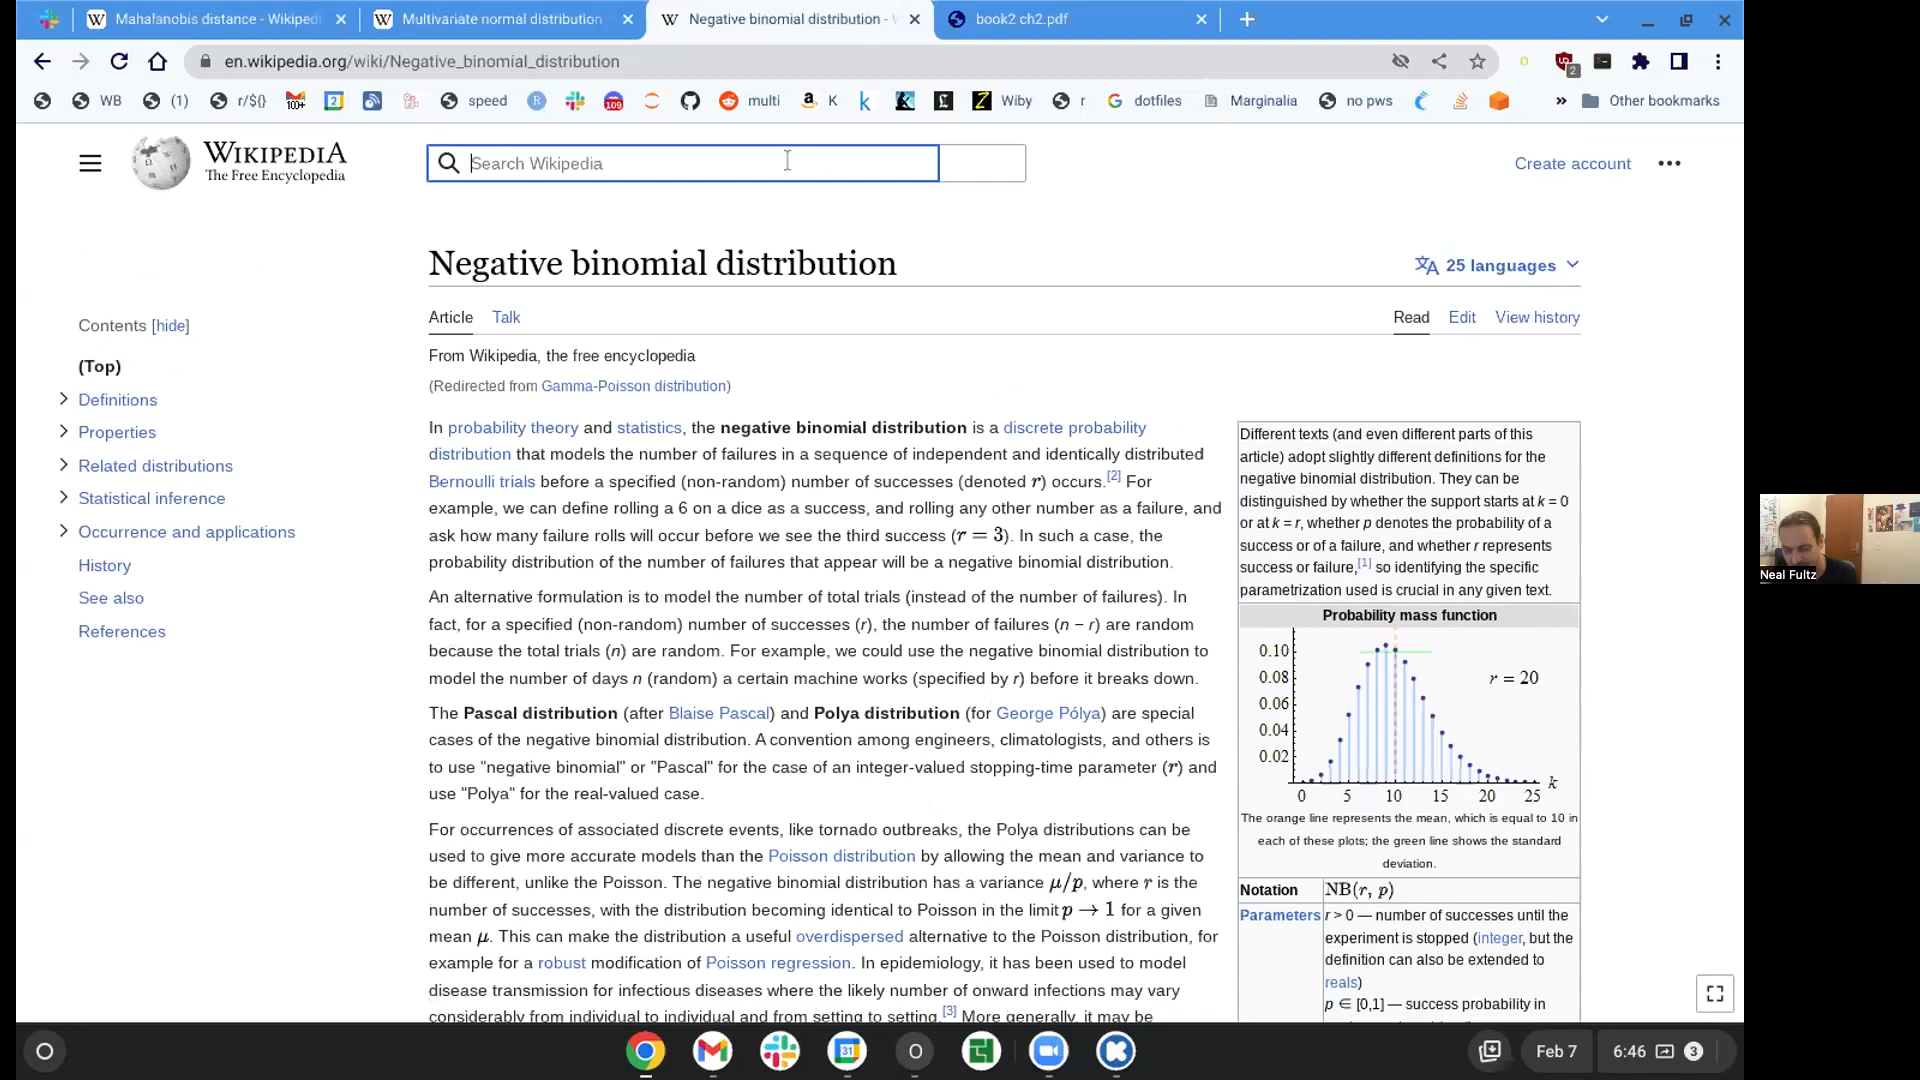 Mahalanobis distance - Wikiped
Multivariate normal distribution
Negative binomial distribution -
book2 ch2.pdf
en.wikipedia.org/wiki/Negative_binomial_distribution
2
WB
(1)
r/${}
100+
2
speed
R
109
multi
a K
k
L
Z Wiby
r
G dotfiles
Marginalia
no pws
»
Other bookmarks
WIKIPEDIA
The Free Encyclopedia
Search Wikipedia
Create account
Negative binomial distribution
25 languages
Article Talk
Read Edit View history
From Wikipedia, the free encyclopedia
(Redirected from Gamma-Poisson distribution)
Contents [hide]
(Top)
Definitions
Properties
Related distributions
Statistical inference
Occurrence and applications
History
See also
References
In probability theory and statistics, the negative binomial distribution is a discrete probability
distribution that models the number of failures in a sequence of independent and identically distributed
Bernoulli trials before a specified (non-random) number of successes (denoted r) occurs.[2] For
example, we can define rolling a 6 on a dice as a success, and rolling any other number as a failure, and
ask how many failure rolls will occur before we see the third success (r = 3). In such a case, the
probability distribution of the number of failures that appear will be a negative binomial distribution.
An alternative formulation is to model the number of total trials (instead of the number of failures). In
fact, for a specified (non-random) number of successes (r), the number of failures (n − r) are random
because the total trials (n) are random. For example, we could use the negative binomial distribution to
model the number of days n (random) a certain machine works (specified by r) before it breaks down.
The Pascal distribution (after Blaise Pascal) and Polya distribution (for George Pólya) are special
cases of the negative binomial distribution. A convention among engineers, climatologists, and others is
to use "negative binomial" or "Pascal" for the case of an integer-valued stopping-time parameter (r) and
use "Polya" for the real-valued case.
For occurrences of associated discrete events, like tornado outbreaks, the Polya distributions can be
used to give more accurate models than the Poisson distribution by allowing the mean and variance to
be different, unlike the Poisson. The negative binomial distribution has a variance μ/p, where r is the
number of successes, with the distribution becoming identical to Poisson in the limit p → 1 for a given
mean μ. This can make the distribution a useful overdispersed alternative to the Poisson distribution, for
example for a robust modification of Poisson regression. In epidemiology, it has been used to model
disease transmission for infectious diseases where the likely number of onward infections may vary
considerably from individual to individual and from setting to setting.[3] More generally, it may be
Different texts (and even different parts of this
article) adopt slightly different definitions for the
negative binomial distribution. They can be
distinguished by whether the support starts at k = 0
or at k = r, whether p denotes the probability of a
success or of a failure, and whether r represents
success or failure,[1] so identifying the specific
parametrization used is crucial in any given text.
Probability mass function
0.10
0.08
0.06
0.04
0.02
r = 20
0 5 10 15 20 25 k
The orange line represents the mean, which is equal to 10 in
each of these plots; the green line shows the standard
deviation.
Notation NB(r, p)
Parameters r > 0 — number of successes until the
experiment is stopped (integer, but the
definition can also be extended to
reals)
p ∈ [0,1] — success probability in
Neal Fultz
31
Feb 7
6:46
3